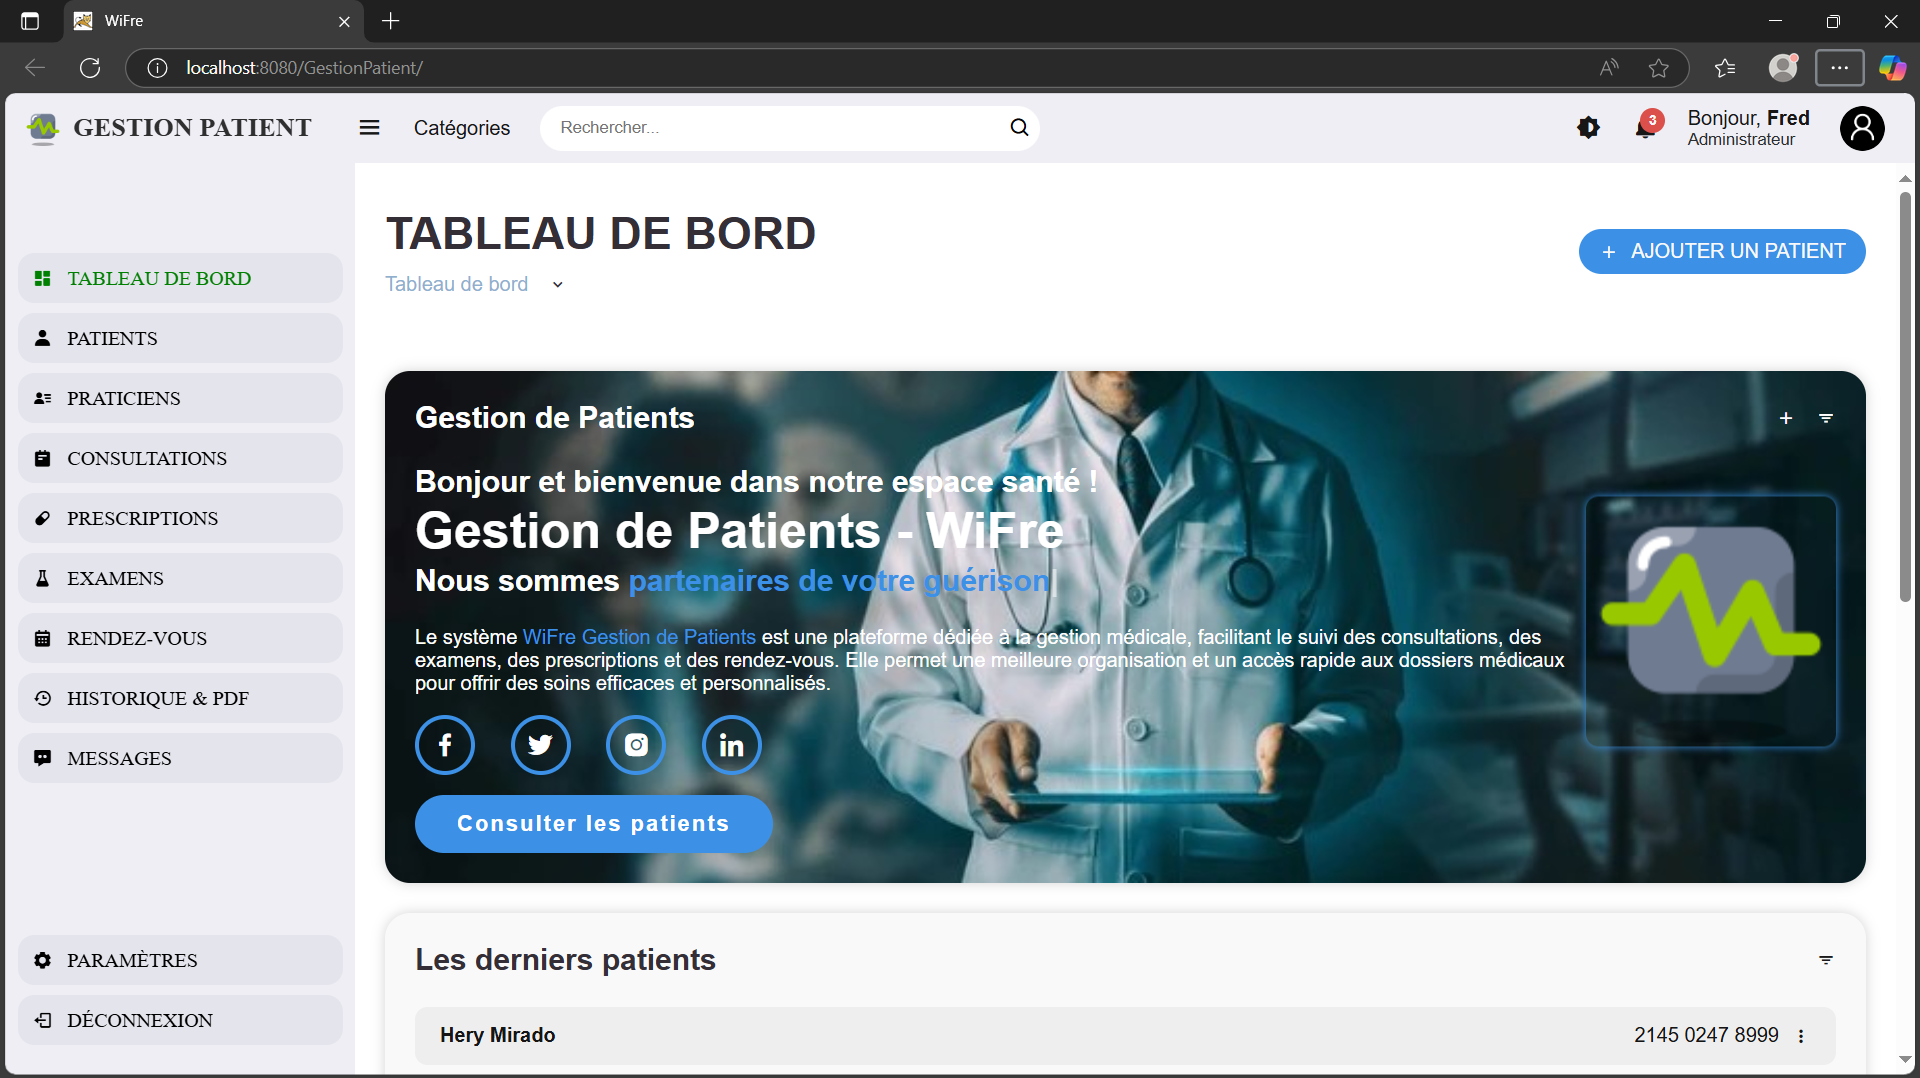 WiFre
localhost:8080/GestionPatient/
GESTION PATIENT
Catégories
Rechercher...
3
Bonjour, Fred
Administrateur
TABLEAU DE BORD
PATIENTS
PRATICIENS
CONSULTATIONS
PRESCRIPTIONS
EXAMENS
RENDEZ-VOUS
HISTORIQUE & PDF
MESSAGES
PARAMÈTRES
DÉCONNEXION
TABLEAU DE BORD
Tableau de bord
+ AJOUTER UN PATIENT
Gestion de Patients
Bonjour et bienvenue dans notre espace santé !
Gestion de Patients - WiFre
Nous sommes partenaires de votre guérison|
Le système WiFre Gestion de Patients est une plateforme dédiée à la gestion médicale, facilitant le suivi des consultations, des
examens, des prescriptions et des rendez-vous. Elle permet une meilleure organisation et un accès rapide aux dossiers médicaux
pour offrir des soins efficaces et personnalisés.
Consulter les patients
Les derniers patients
Hery Mirado
2145 0247 8999